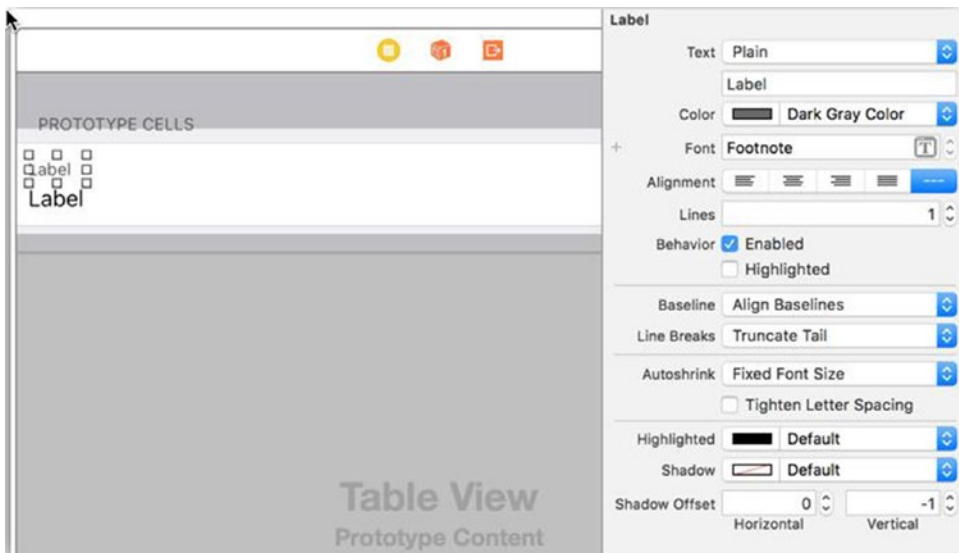 PROTOTYPE CELLS
Label
Label
Table View
Prototype Content
Label
Text Plain
Label
Color Dark Gray Color
Font Footnote T
Alignment ---
Lines 1
Behavior Enabled
Highlighted
Baseline Align Baselines
Line Breaks Truncate Tail
Autoshrink Fixed Font Size
Tighten Letter Spacing
Highlighted Default
Shadow Default
Shadow Offset 0 -1
Horizontal Vertical